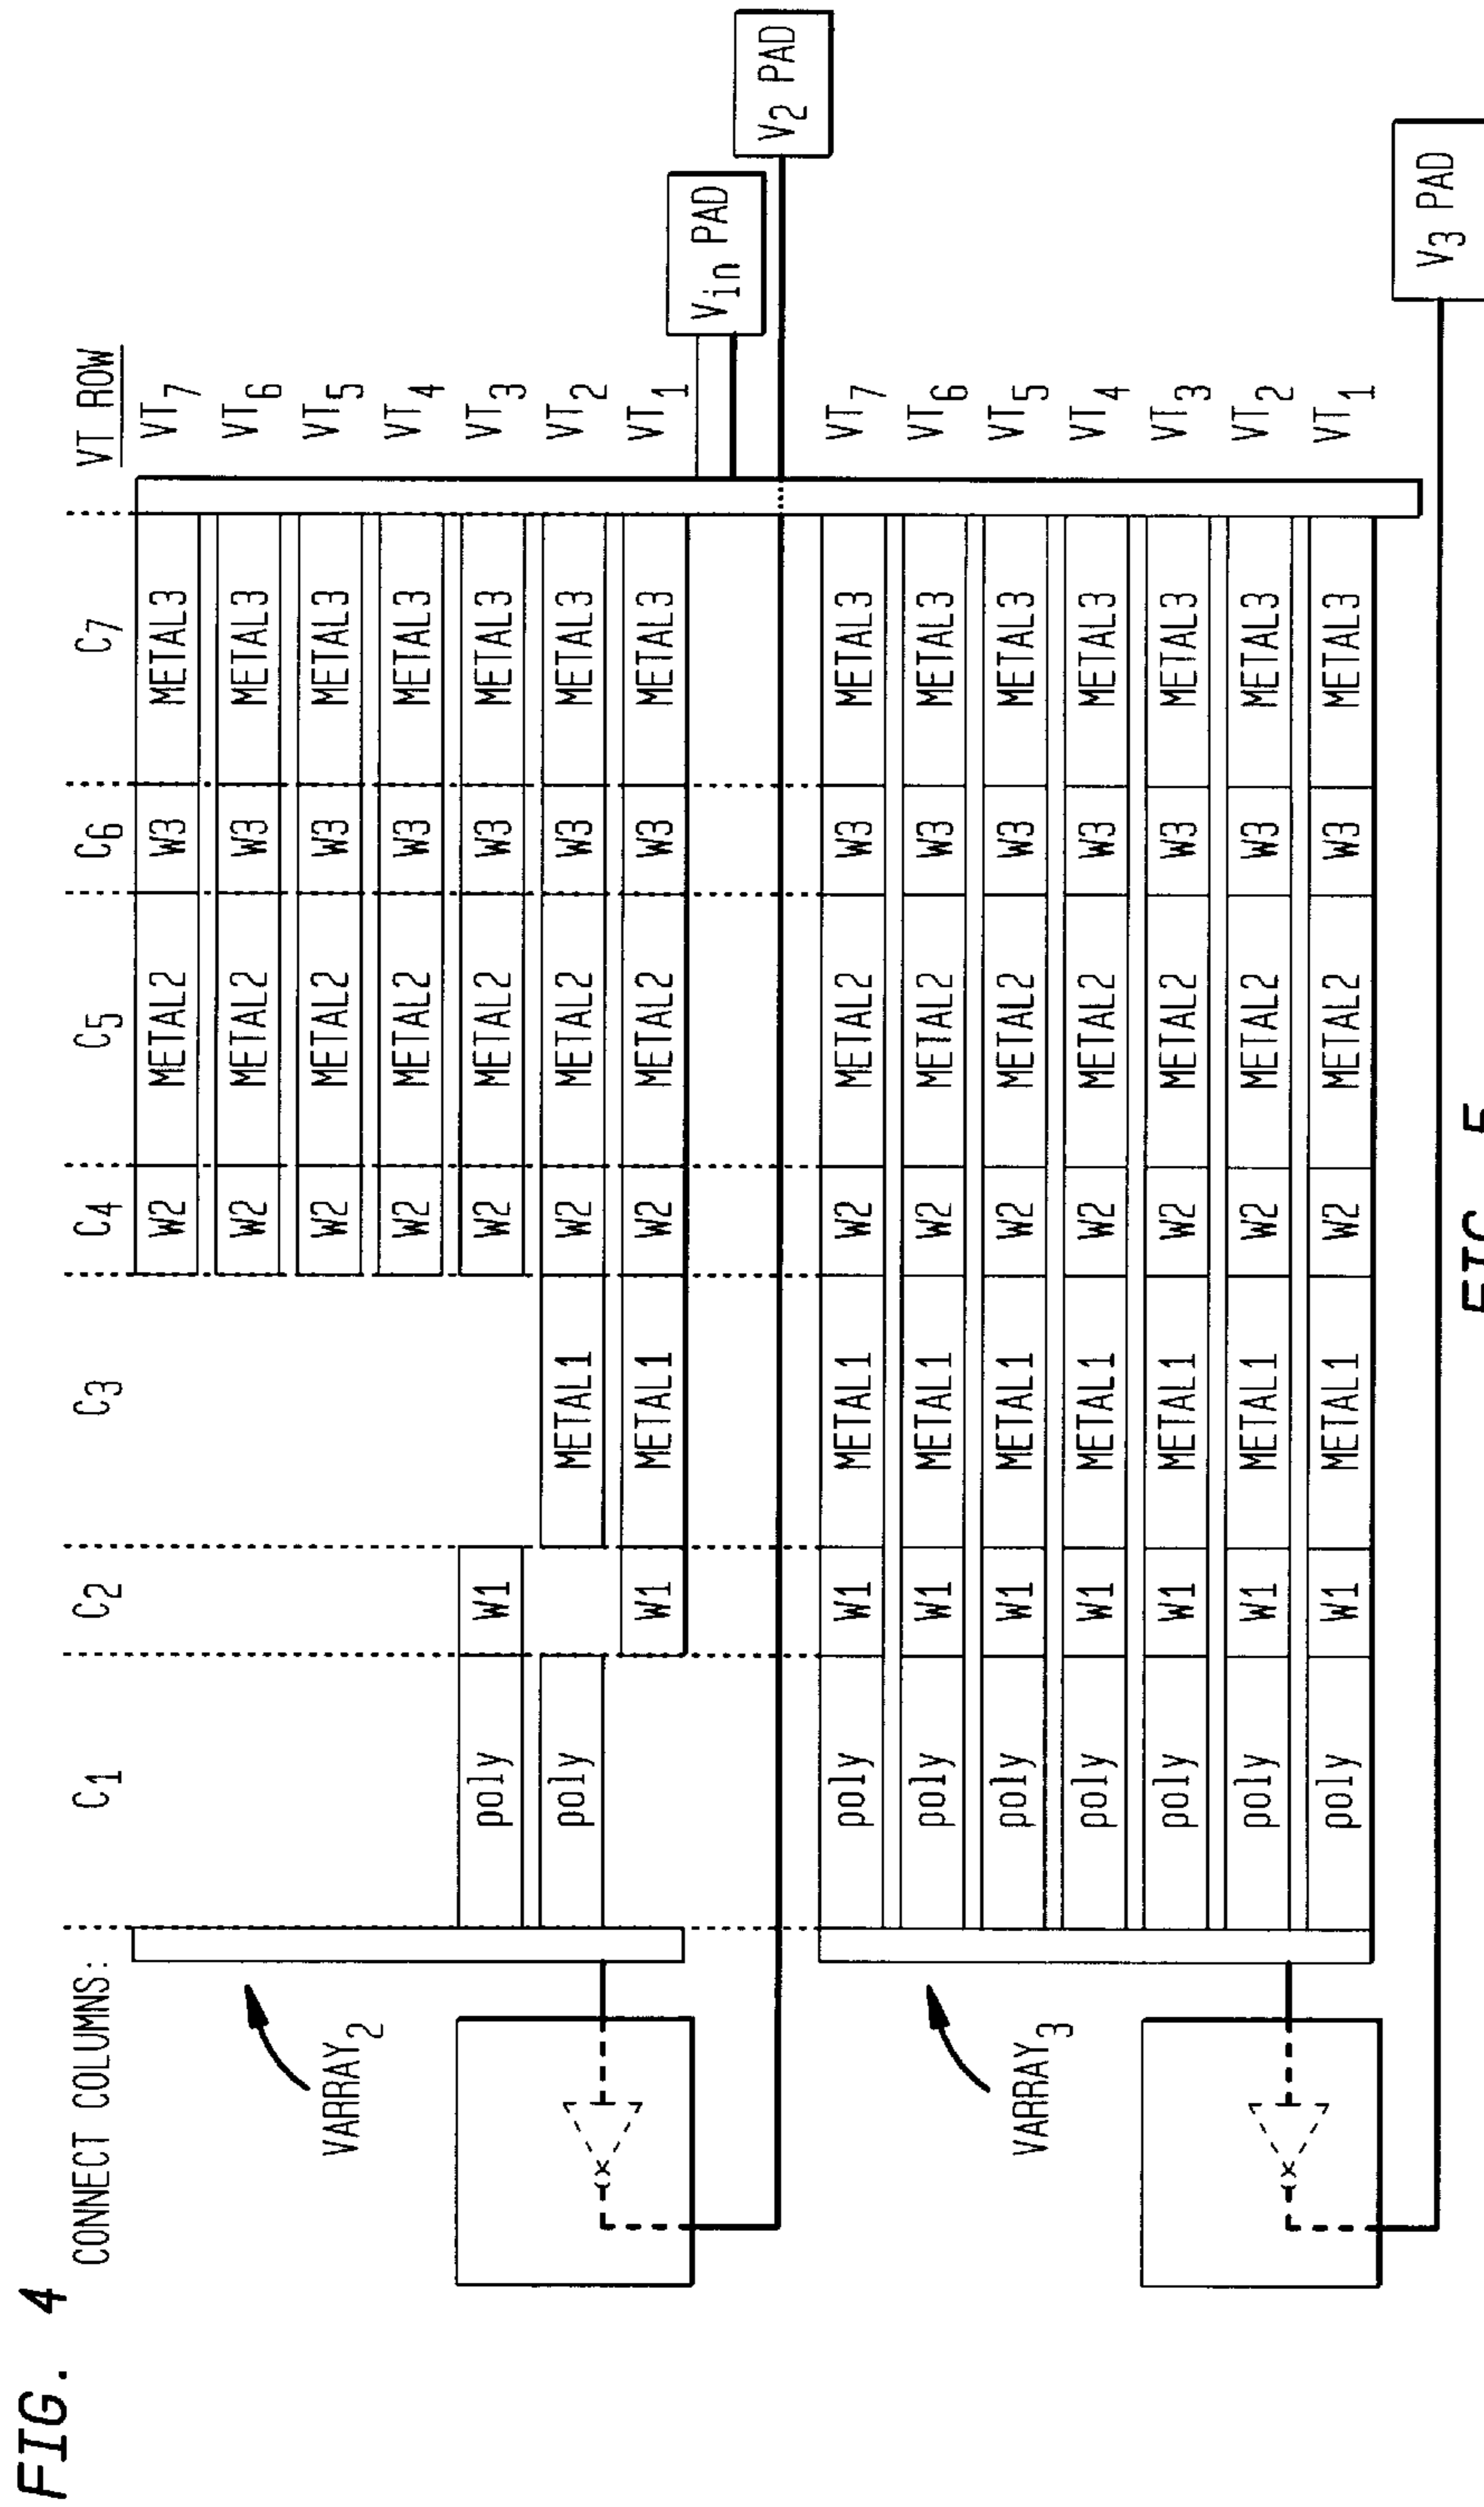 FIG. 4
CONNECT COLUMNS: C1 C2 C3 C4 C5 C6 C7 VT ROW
W2 METAL2 W3 METAL3 VT7
W2 METAL2 W3 METAL3 VT6
VARRAY2 W2 METAL2 W3 METAL3 VT5
W2 METAL2 W3 METAL3 VT4
poly W1 W2 METAL2 W3 METAL3 VT3
poly METAL1 W2 METAL2 W3 METAL3 VT2
W1 METAL1 W2 METAL2 W3 METAL3 VT1
Vin PAD
V2 PAD
poly W1 METAL1 W2 METAL2 W3 METAL3 VT7
poly W1 METAL1 W2 METAL2 W3 METAL3 VT6
VARRAY3 poly W1 METAL1 W2 METAL2 W3 METAL3 VT5
poly W1 METAL1 W2 METAL2 W3 METAL3 VT4
poly W1 METAL1 W2 METAL2 W3 METAL3 VT3
poly W1 METAL1 W2 METAL2 W3 METAL3 VT2
poly W1 METAL1 W2 METAL2 W3 METAL3 VT1
V3 PAD